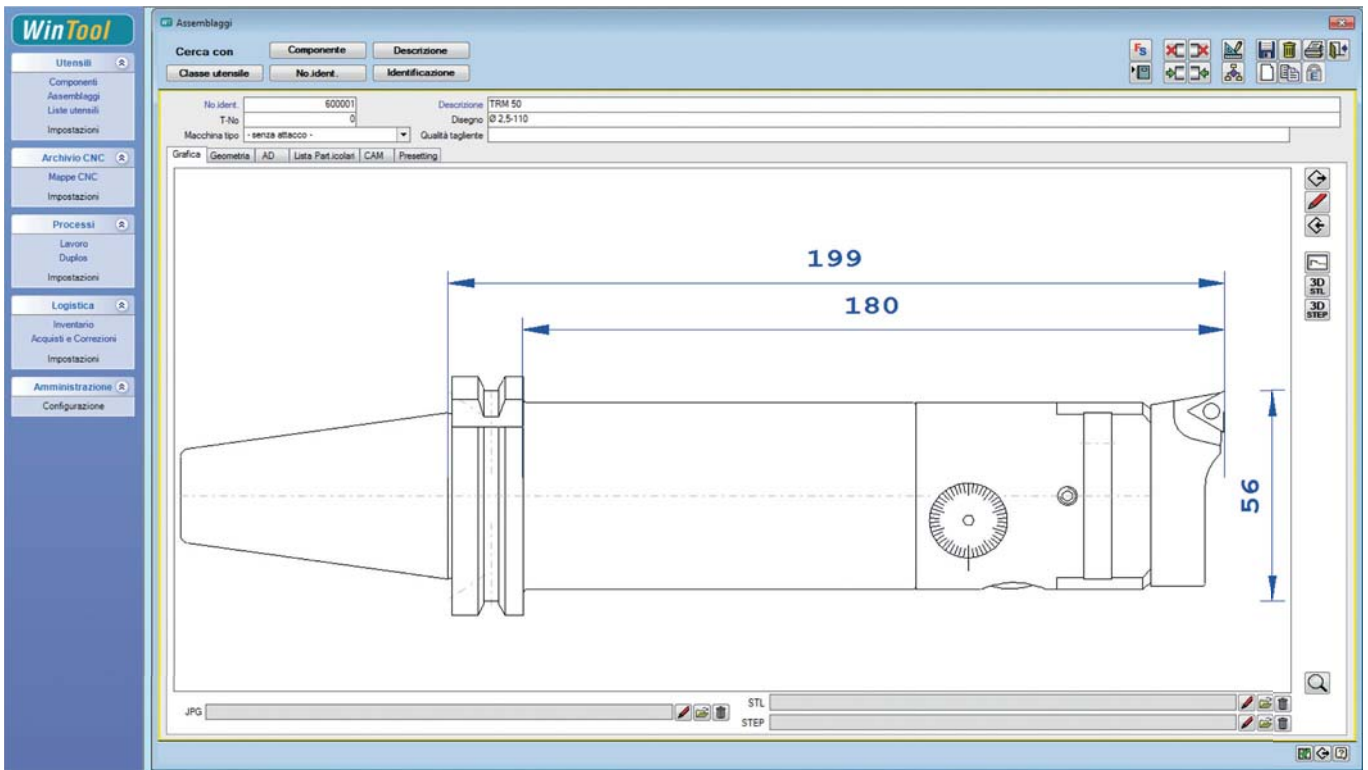 WinTool
Utensili
Componenti
Assemblaggi
Liste utensili
Impostazioni
Archivio CNC
Mappe CNC
Impostazioni
Processi
Lavoro
Duplos
Impostazioni
Logistica
Inventario
Acquisti e Correzioni
Impostazioni
Amministrazione
Configurazione
Assemblaggi
Cerca con Componente Descrizione
Classe utensile No.ident. Identificazione
FS
No.ident. 600001 Descrizione TRM 50
T-No 0 Disegno Ø 2,5-110
Macchina tipo - senza attacco - Qualità tagliente
Grafica Geometria AD Lista Part.icolari CAM Presetting
199
180
56
3D STL
3D STEP
JPG
STL
STEP